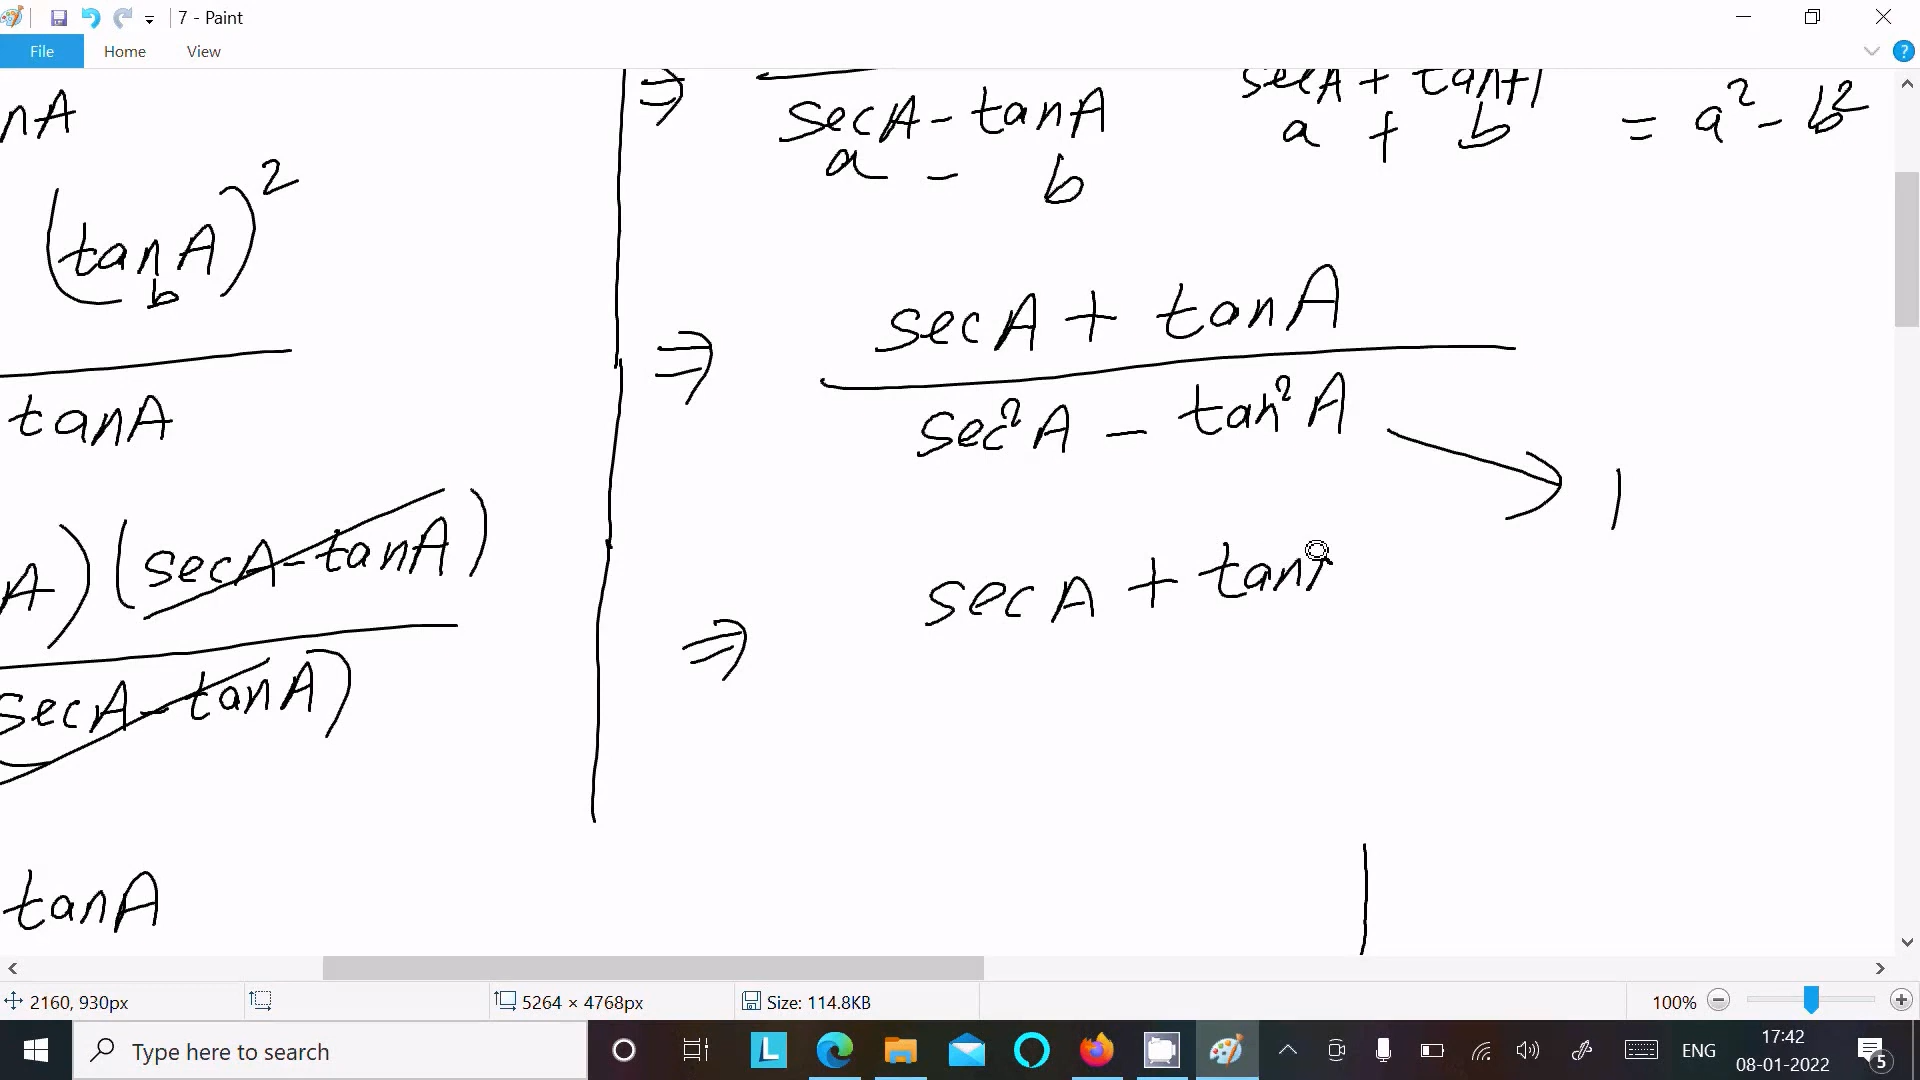 7 - Paint
File Home View
nA
(tanA)²
b
tanA
A) (secA-tanA)
secA-tanA)
tanA
⇒ secA - tanA
a - b
secA + tanA
a + b = a² - b²
⇒ secA + tanA
sec²A - tan²A → 1
⇒ secA + tan
2160, 930px
5264 × 4768px
Size: 114.8KB
100%
Type here to search
L
ENG
17:42
08-01-2022
5